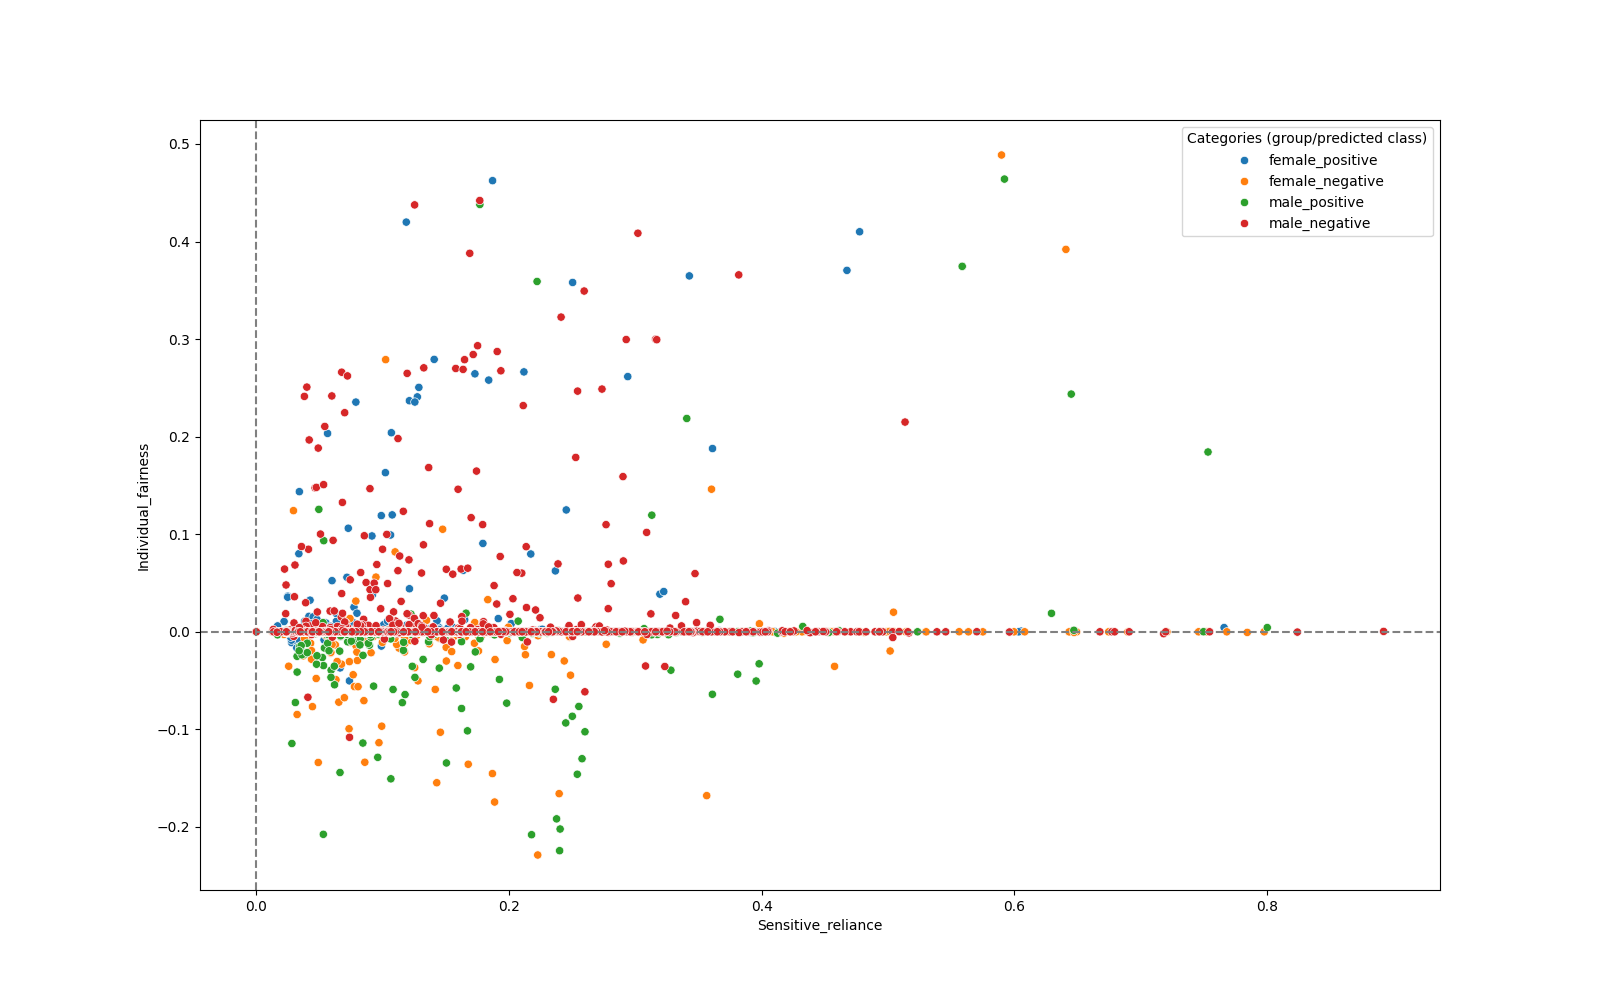 Categories (group/predicted class)
female_positive
female_negative
male_positive
male_negative
0.5
0.4
0.3
0.2
0.1
0.0
−0.1
−0.2
Individual_fairness
0.0 0.2 0.4 0.6 0.8
Sensitive_reliance